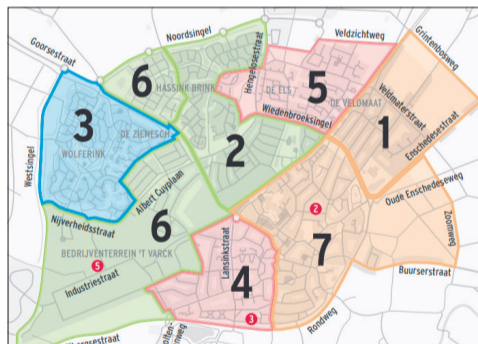 Goorsestraat
Noordsingel
Hengelosestraat
Veldzichtweg
Grintenbosweg
6
HASSINK-BRINK
DE ELS
5
DE VELDMAAT
Veldmaterstraat
1
Enschedesestraat
3
WOLFERINK
DE ZIENESCH
Wiedenbroeksingel
2
Westsingel
Albert Cuyplaan
Oude Enschedeseweg
Zoomweg
Nijverheidsstraat
6
2
7
BEDRIJVENTERREIN 'T VARCK
5
Industriestraat
Lansinkstraat
4
3
Buurserstraat
Rondweg